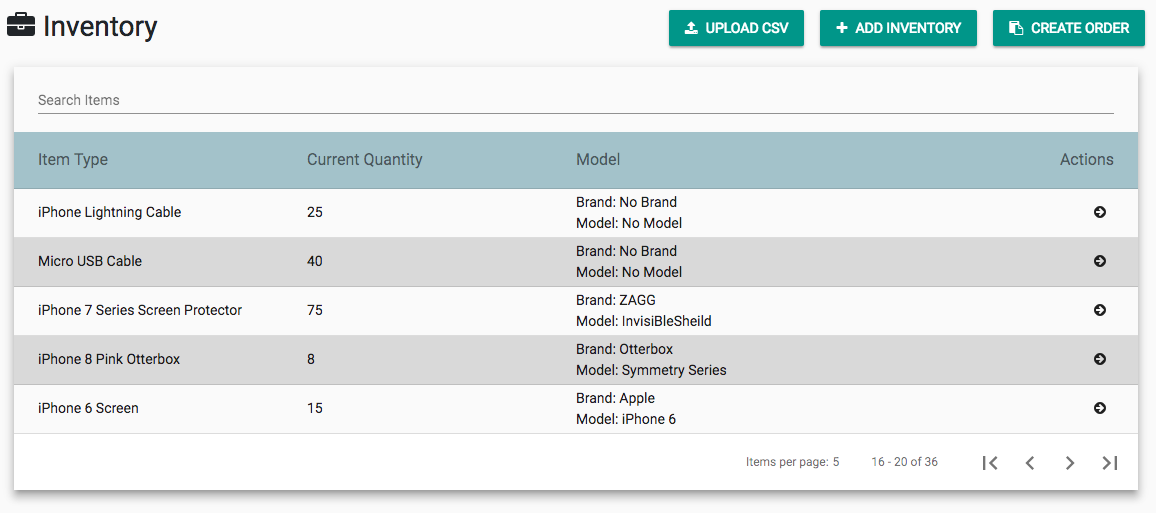 Inventory
UPLOAD CSV
ADD INVENTORY
CREATE ORDER
Search Items
Item Type Current Quantity Model Actions
iPhone Lightning Cable 25 Brand: No Brand
Model: No Model
Micro USB Cable 40 Brand: No Brand
Model: No Model
iPhone 7 Series Screen Protector 75 Brand: ZAGG
Model: InvisiBleSheild
iPhone 8 Pink Otterbox 8 Brand: Otterbox
Model: Symmetry Series
iPhone 6 Screen 15 Brand: Apple
Model: iPhone 6
Items per page: 5 16 - 20 of 36